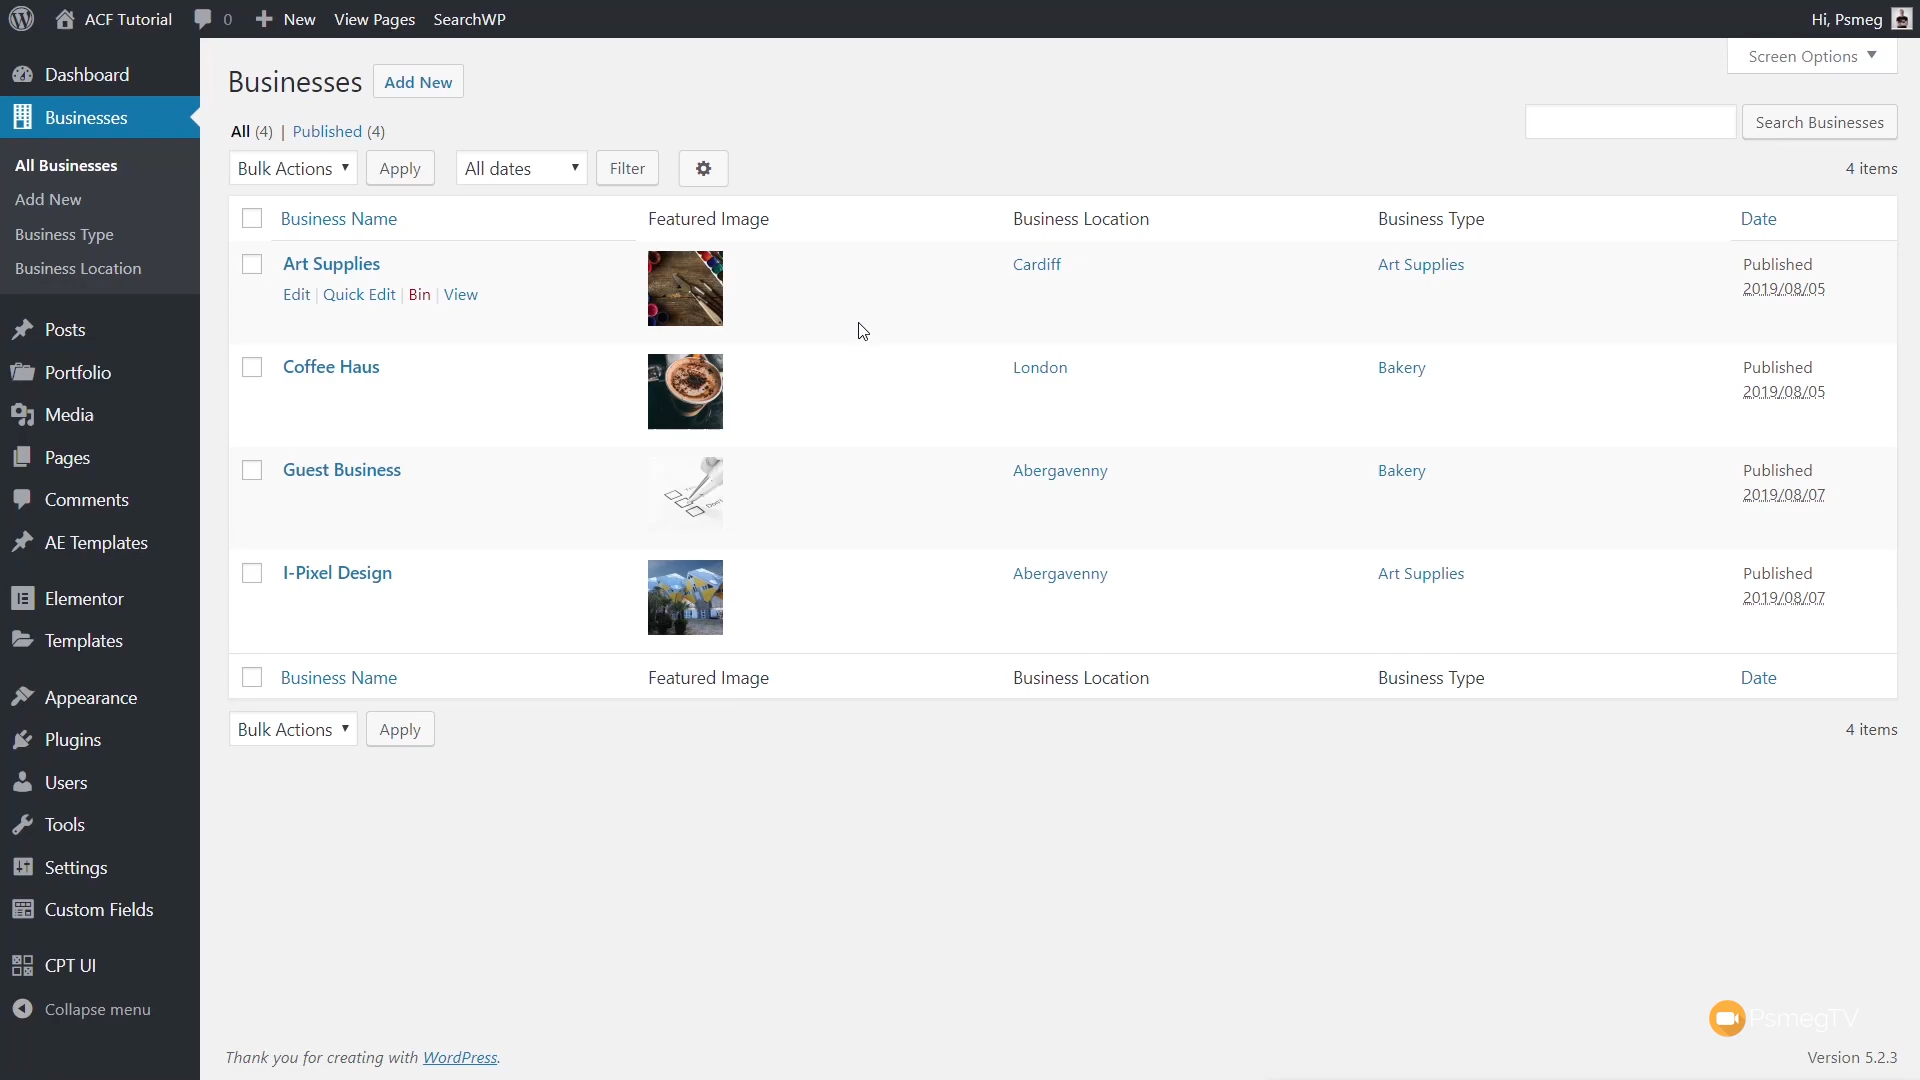 ACF Tutorial 0 New View Pages SearchWP Hi, Psmeg
Screen Options
Dashboard
Businesses
All Businesses
Add New
Business Type
Business Location
Posts
Portfolio
Media
Pages
Comments
AE Templates
Elementor
Templates
Appearance
Plugins
Users
Tools
Settings
Custom Fields
CPT UI
Collapse menu
Businesses Add New
All (4) | Published (4)
Search Businesses
Bulk Actions Apply All dates Filter 4 items
Business Name Featured Image Business Location Business Type Date
Art Supplies Cardiff Art Supplies Published
Edit | Quick Edit | Bin | View 2019/08/05
Coffee Haus London Bakery Published
2019/08/05
Guest Business Abergavenny Bakery Published
2019/08/07
I-Pixel Design Abergavenny Art Supplies Published
2019/08/07
Business Name Featured Image Business Location Business Type Date
Bulk Actions Apply 4 items
PsmegTV
Thank you for creating with WordPress. Version 5.2.3